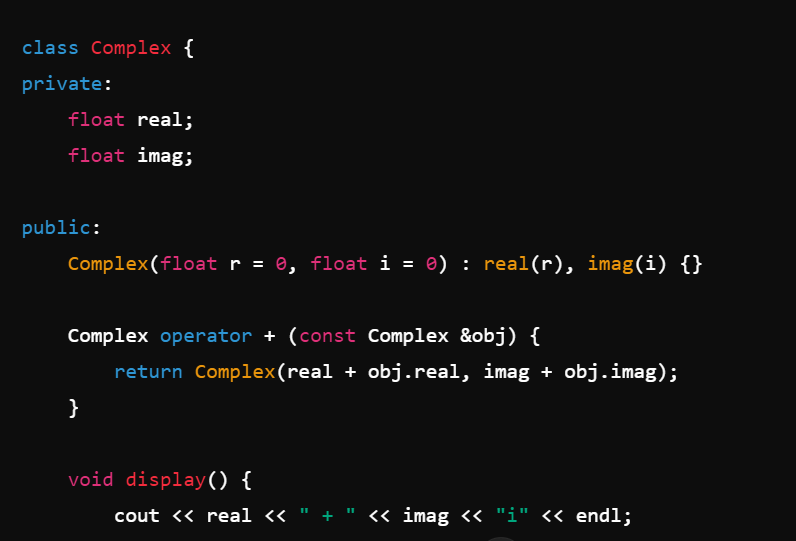 class Complex {
private:
    float real;
    float imag;

public:
    Complex(float r = 0, float i = 0) : real(r), imag(i) {}

    Complex operator + (const Complex &obj) {
        return Complex(real + obj.real, imag + obj.imag);
    }

    void display() {
        cout << real << " + " << imag << "i" << endl;